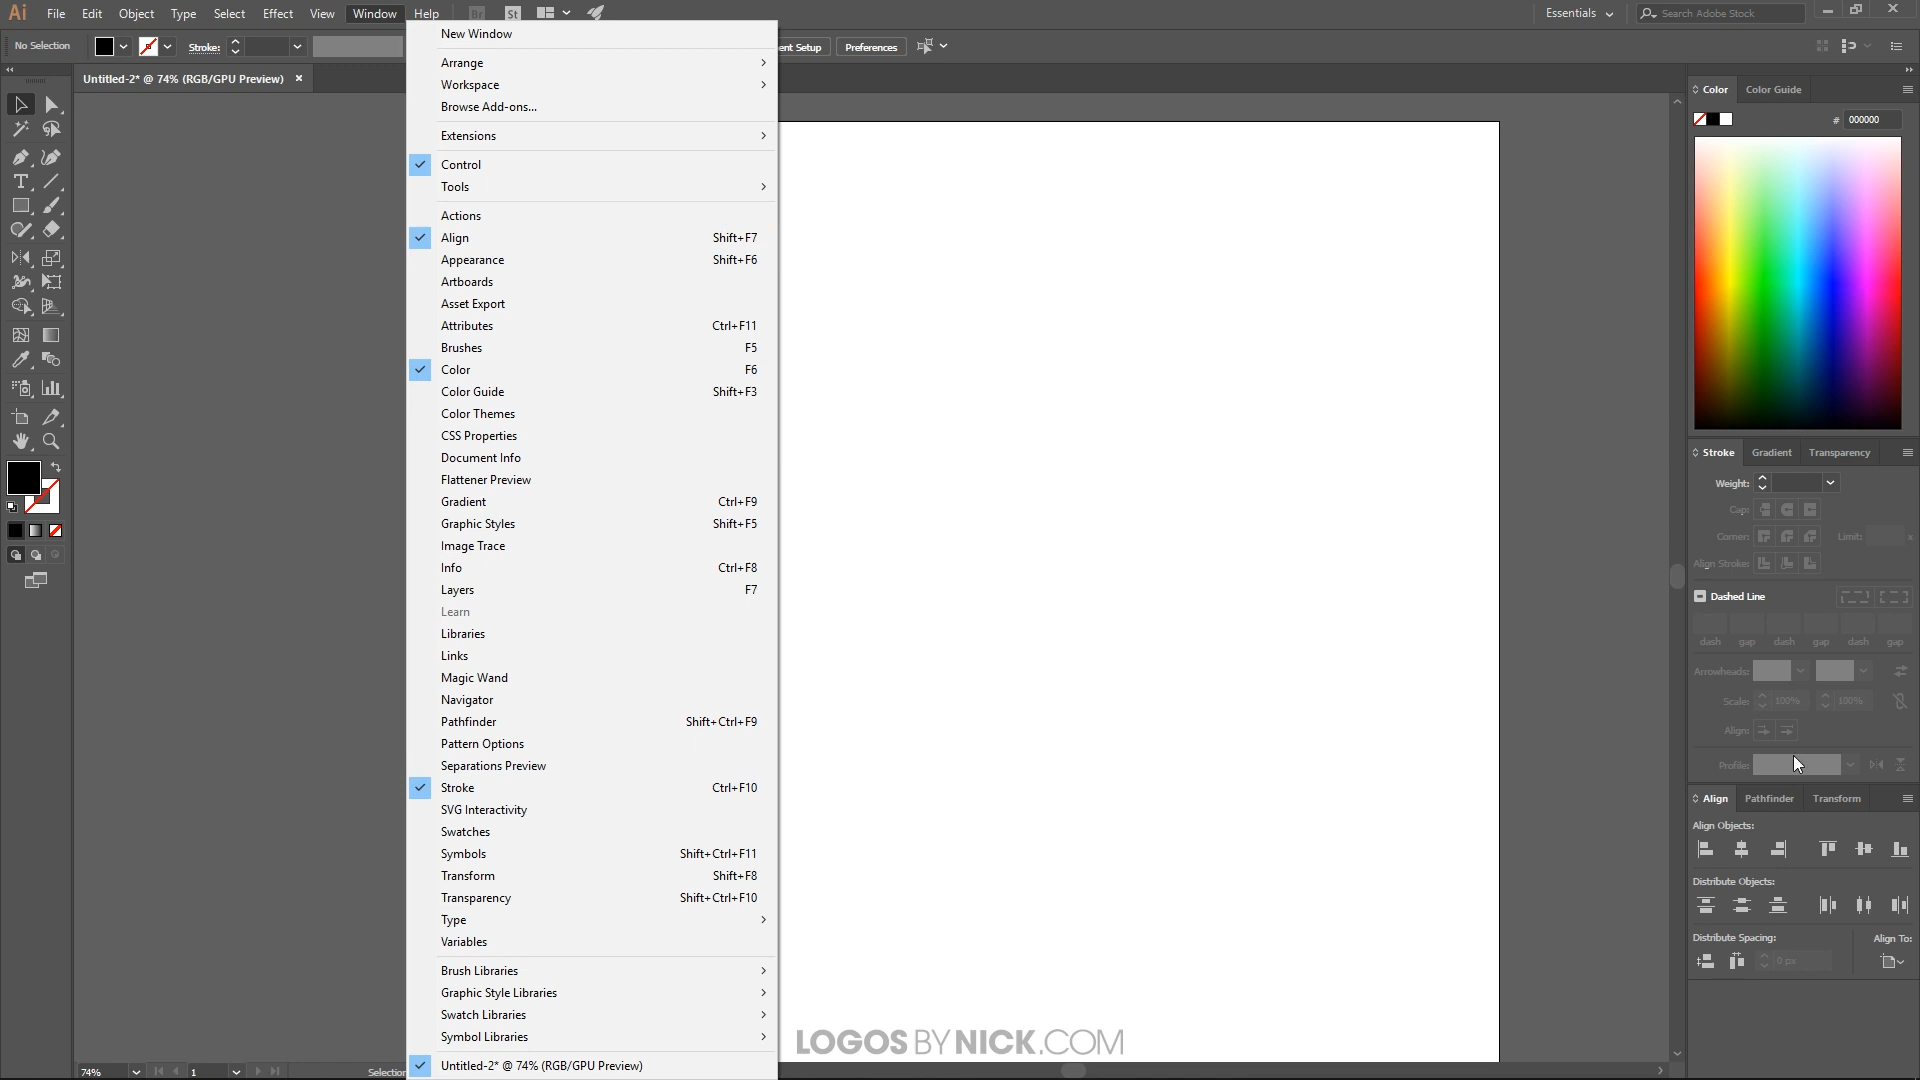 Ai File Edit Object Type Select Effect View Window Help Br St Essentials Search Adobe Stock
No Selection Stroke: ent Setup Preferences
Untitled-2* @ 74% (RGB/GPU Preview) ×
New Window
Arrange
Workspace
Browse Add-ons...
Extensions
Control
Tools
Actions
Align Shift+F7
Appearance Shift+F6
Artboards
Asset Export
Attributes Ctrl+F11
Brushes F5
Color F6
Color Guide Shift+F3
Color Themes
CSS Properties
Document Info
Flattener Preview
Gradient Ctrl+F9
Graphic Styles Shift+F5
Image Trace
Info Ctrl+F8
Layers F7
Learn
Libraries
Links
Magic Wand
Navigator
Pathfinder Shift+Ctrl+F9
Pattern Options
Separations Preview
Stroke Ctrl+F10
SVG Interactivity
Swatches
Symbols Shift+Ctrl+F11
Transform Shift+F8
Transparency Shift+Ctrl+F10
Type
Variables
Brush Libraries
Graphic Style Libraries
Swatch Libraries
Symbol Libraries
Untitled-2* @ 74% (RGB/GPU Preview)
Color Color Guide
# 000000
Stroke Gradient Transparency
Weight:
Cap:
Corner: Limit: x
Align Stroke:
Dashed Line
dash gap dash gap dash gap
Arrowheads:
Scale: 100% 100%
Align:
Profile:
Align Pathfinder Transform
Align Objects:
Distribute Objects:
Distribute Spacing: Align To:
0 px
LOGOS BY NICK.COM
74% 1 Selection